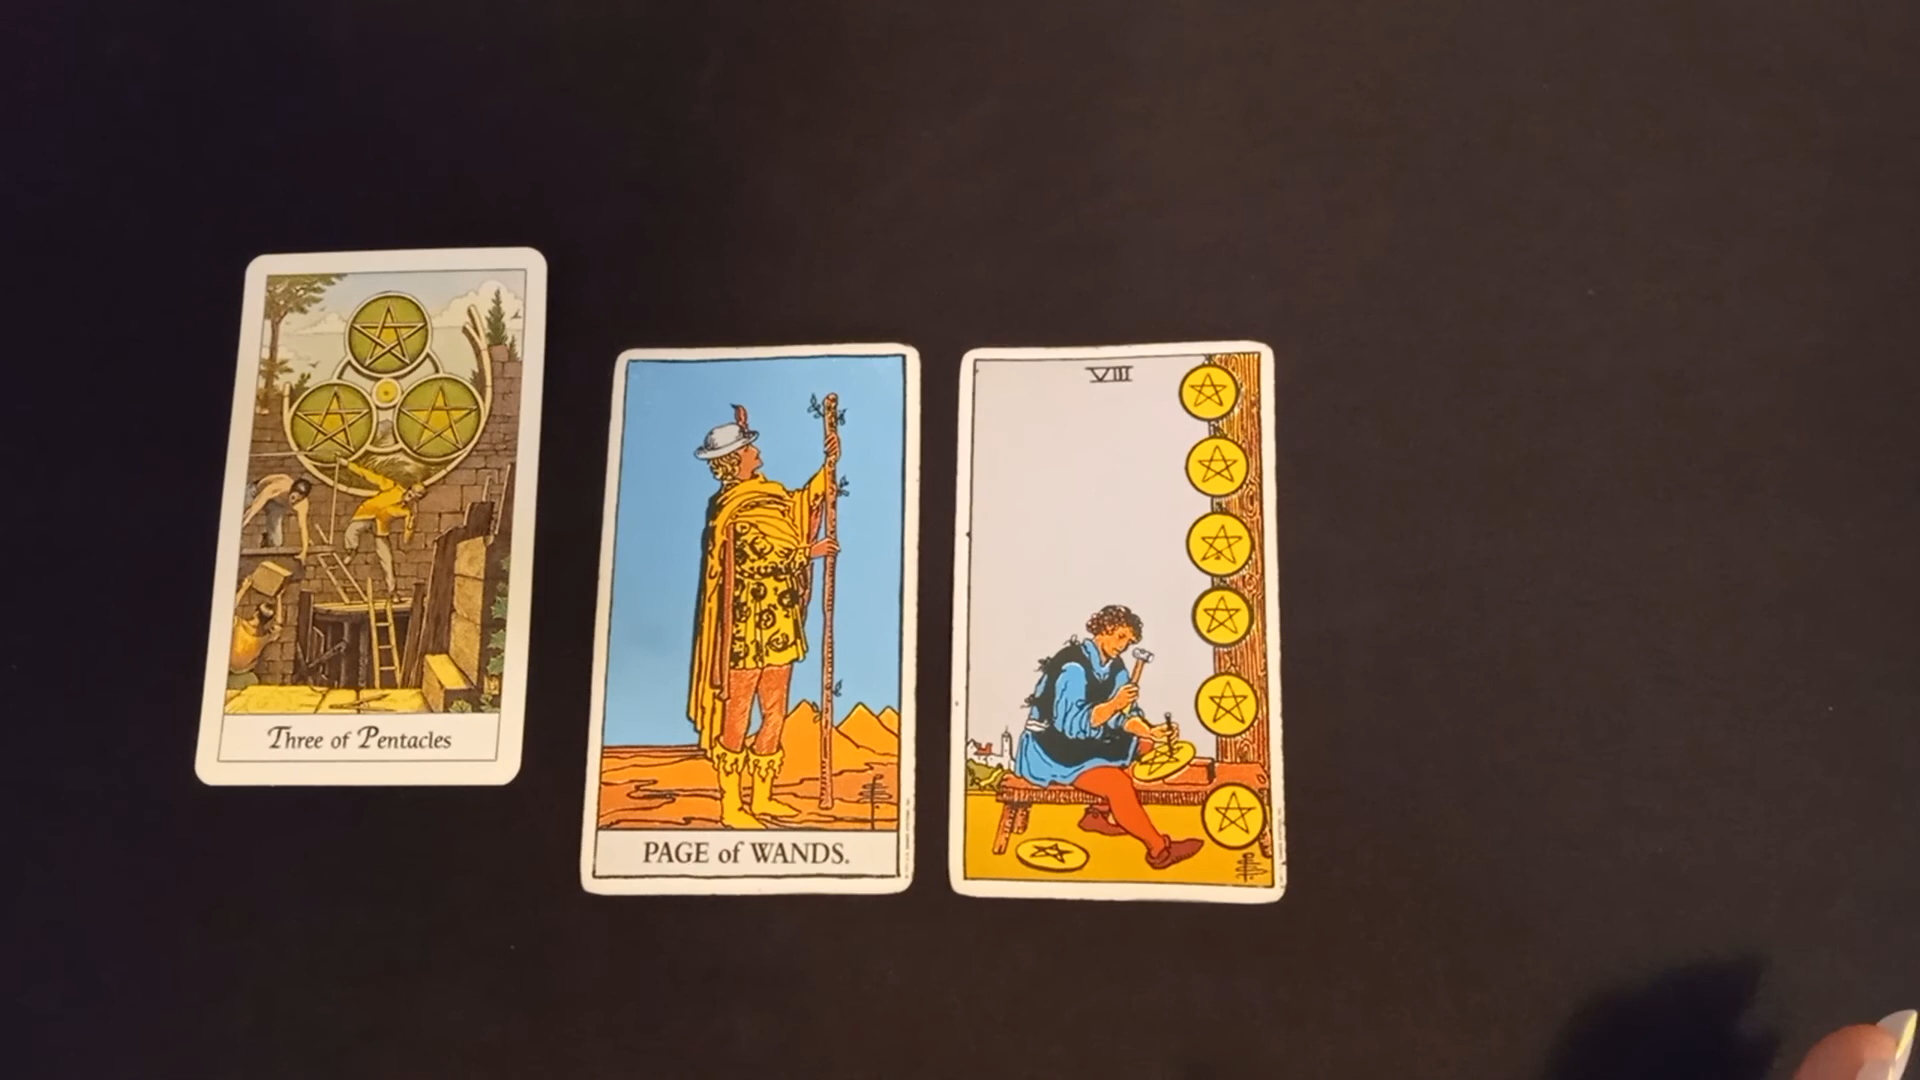 Three of Pentacles
PAGE of WANDS.
VIII